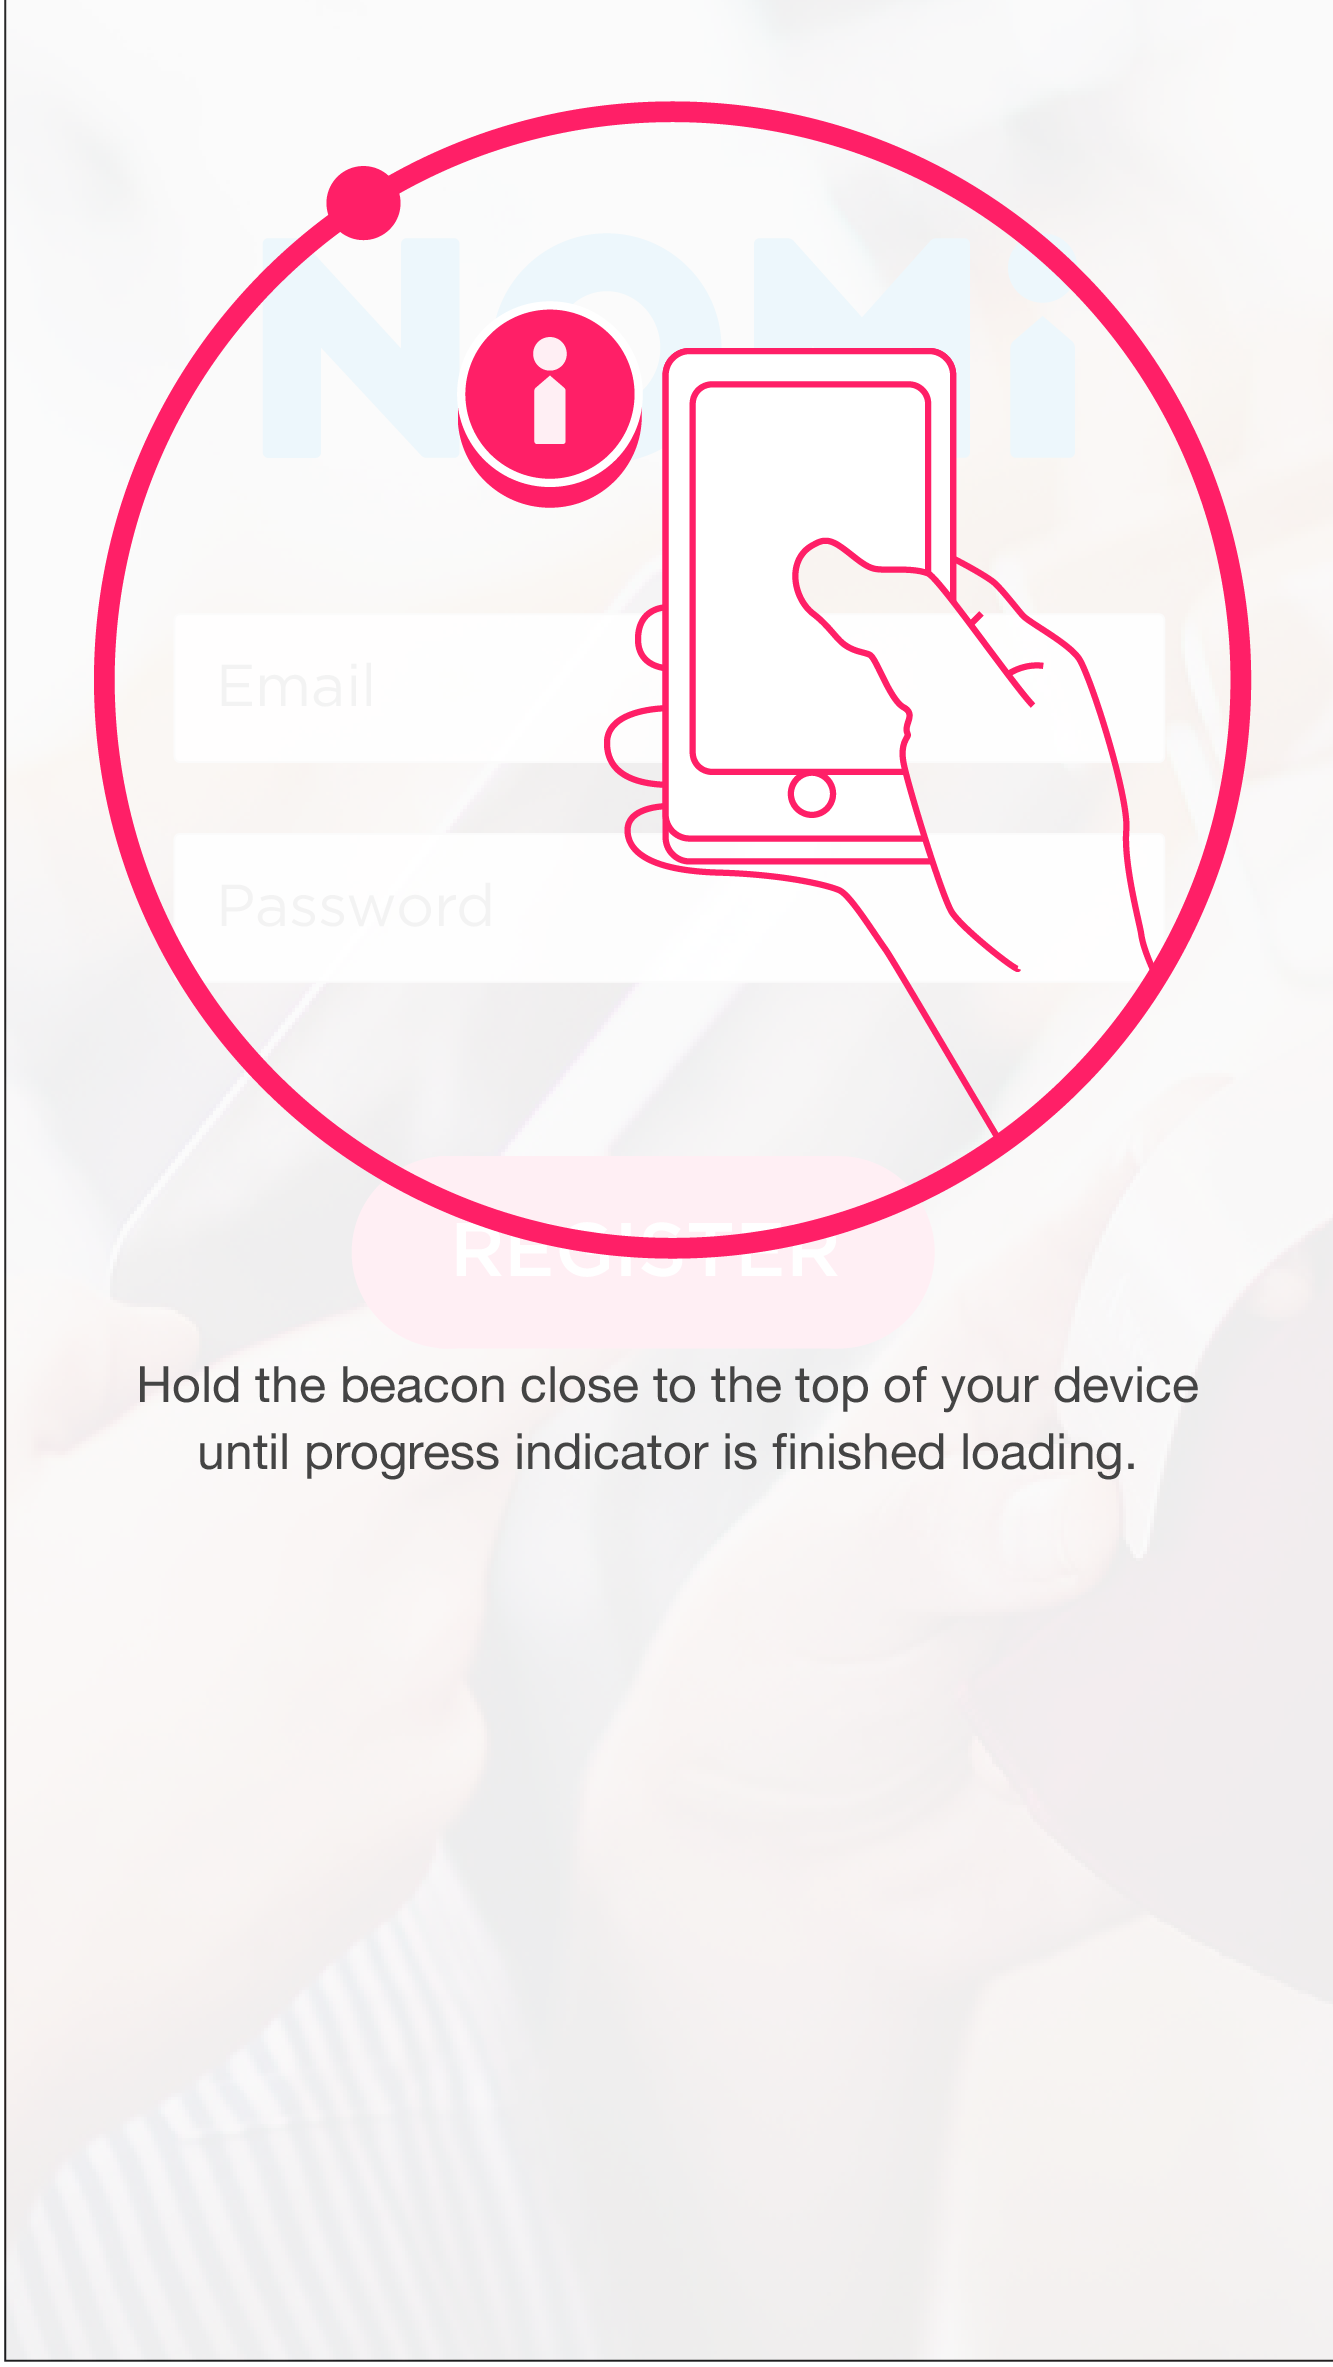 NOMi
i
Email
Password
REGISTER
Hold the beacon close to the top of your device
until progress indicator is finished loading.